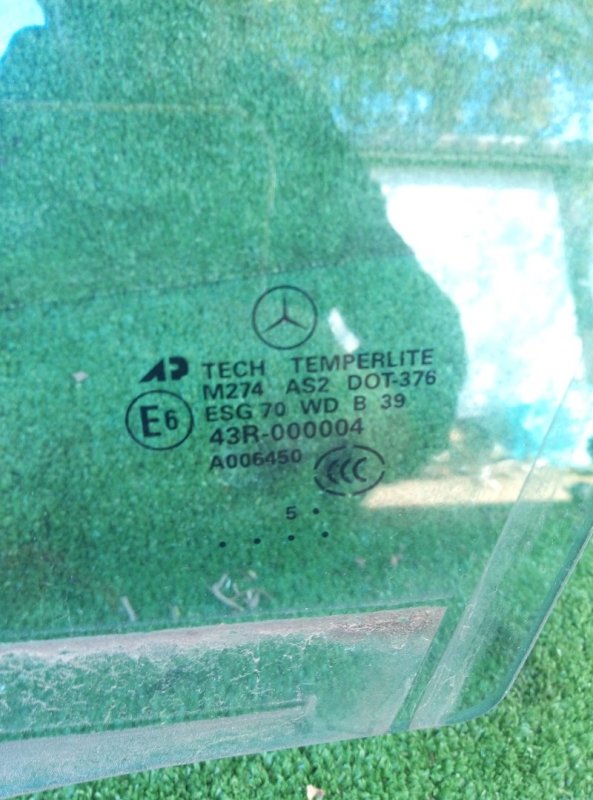 AP TECH TEMPERLITE
M274 AS2 DOT-376
E6 ESG 70 WD B 39
43R-000004
A006450 CCC
5 .
. . . .